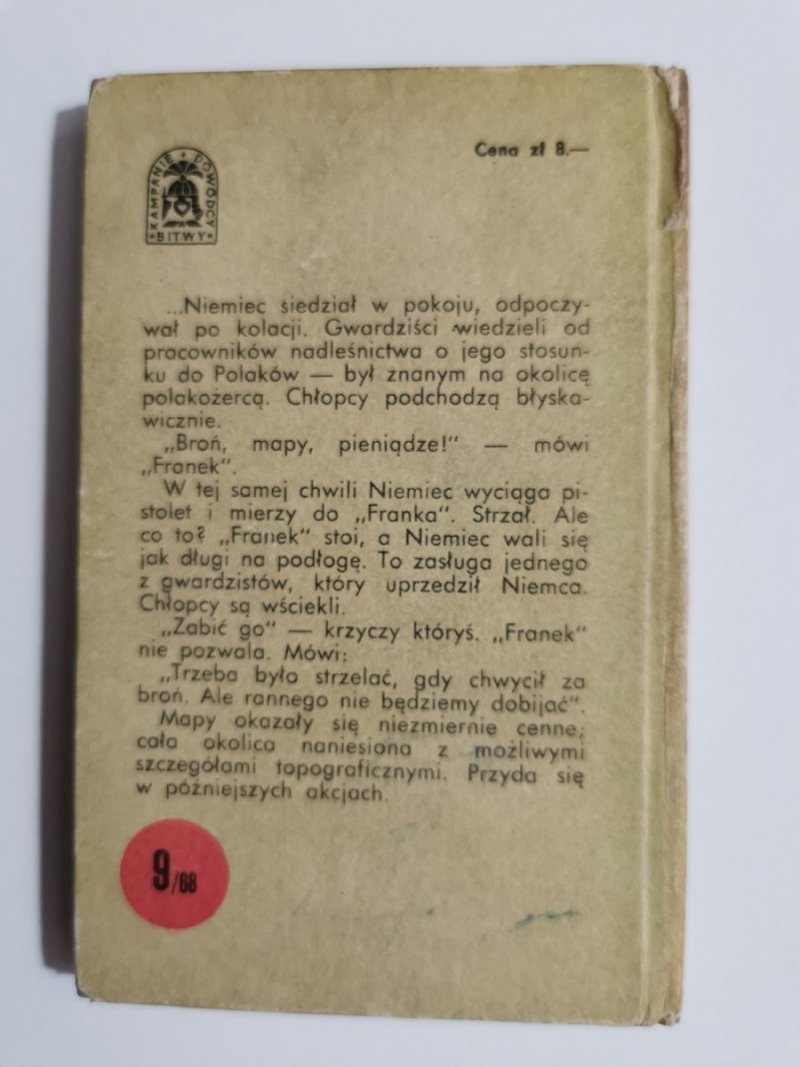 KAMPANIE • DOWÓDCY
• BITWY •
Cena zł 8.—
...Niemiec siedział w pokoju, odpoczy-
wał po kolacji. Gwardziści wiedzieli od
pracowników nadleśnictwa o jego stosun-
ku do Polaków — był znanym na okolicę
polakożercą. Chłopcy podchodzą błyska-
wicznie.
„Broń, mapy, pieniądze!" — mówi
„Franek".
W tej samej chwili Niemiec wyciąga pi-
stolet i mierzy do „Franka". Strzał. Ale
co to? „Franek" stoi, a Niemiec wali się
jak długi na podłogę. To zasługa jednego
z gwardzistów, który uprzedził Niemca.
Chłopcy są wściekli.
„Zabić go" — krzyczy któryś. „Franek"
nie pozwala. Mówi:
„Trzeba było strzelać, gdy chwycił za
broń. Ale rannego nie będziemy dobijać".
Mapy okazały się niezmiernie cenne,
cała okolica naniesiona z możliwymi
szczegółami topograficznymi. Przyda się
w późniejszych akcjach.
9/68